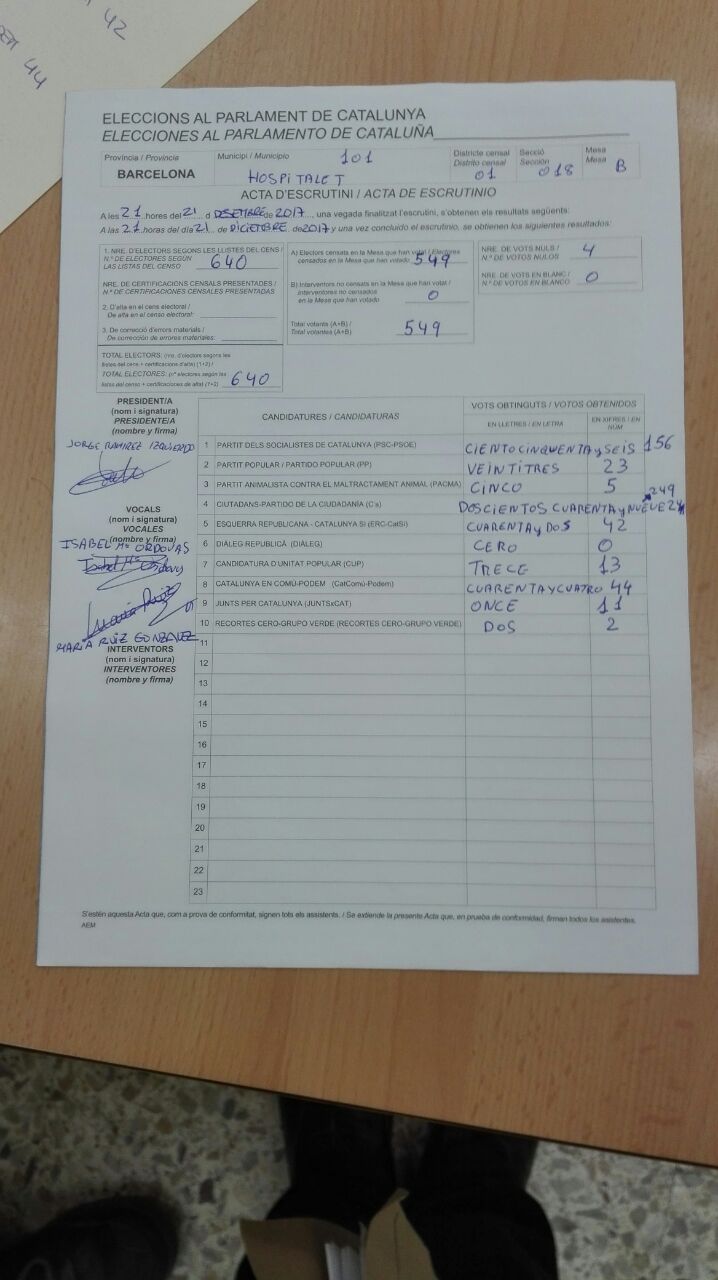 42
44
ELECCIONS AL PARLAMENT DE CATALUNYA
ELECCIONES AL PARLAMENTO DE CATALUÑA
Província / Provincia
BARCELONA
Municipi / Municipio 101
HOSPITALET
Districte censal
Distrito censal
01
Secció
Sección
018
Mesa
Mesa
B
ACTA D'ESCRUTINI / ACTA DE ESCRUTINIO
A les 21 hores del 21 d DESEMBRE de 2017, una vegada finalitzat l'escrutini, s'obtenen els resultats següents:
A las 21 horas del día 21 de DICIEMBRE de 2017 y una vez concluido el escrutinio, se obtienen los siguientes resultados:
1. NRE. D'ELECTORS SEGONS LES LLISTES DEL CENS /
N.º DE ELECTORES SEGÚN
LAS LISTAS DEL CENSO
640
NRE. DE CERTIFICACIONS CENSALS PRESENTADES /
N.º DE CERTIFICACIONES CENSALES PRESENTADAS
2. D'alta en el cens electoral /
De alta en el censo electoral:
3. De correcció d'errors materials /
De corrección de errores materiales:
TOTAL ELECTORS: (nre. d'electors segons les
llistes del cens + certificacions d'alta) (1+2) /
TOTAL ELECTORES: (nº electores según las
listas del censo + certificaciones de alta) (1+2)
640
A) Electors censats en la Mesa que han votat / Electores
censados en la Mesa que han votado
549
B) Interventors no censats en la Mesa que han votat /
Interventores no censados
en la Mesa que han votado
0
Total votants (A+B) /
Total votantes (A+B)
549
NRE. DE VOTS NULS /
N.º DE VOTOS NULOS
4
NRE. DE VOTS EN BLANC /
N.º DE VOTOS EN BLANCO
0
PRESIDENT/A
(nom i signatura)
PRESIDENTE/A
(nombre y firma)
JORGE RAMIREZ IZQUIERDO
VOCALS
(nom i signatura)
VOCALES
(nombre y firma)
ISABEL Mª ORDOVAS
Isabel Mª
MARIA RUIZ GONZALEZ
INTERVENTORS
(nom i signatura)
INTERVENTORES
(nombre y firma)
CANDIDATURES / CANDIDATURAS
VOTS OBTINGUTS / VOTOS OBTENIDOS
EN LLETRES / EN LETRA
EN XIFRES / EN NUM
1 PARTIT DELS SOCIALISTES DE CATALUNYA (PSC-PSOE) CIENTO CINQUENTA y SEIS 156
2 PARTIT POPULAR / PARTIDO POPULAR (PP) VEINTITRES 23
3 PARTIT ANIMALISTA CONTRA EL MALTRACTAMENT ANIMAL (PACMA) CINCO 5
249
4 CIUTADANS-PARTIDO DE LA CIUDADANÍA (C's) DOSCIENTOS CUARENTA y NUEVE
5 ESQUERRA REPUBLICANA - CATALUNYA SÍ (ERC-CatSí) CUARENTA y DOS 42
6 DIÀLEG REPUBLICÀ (DIÀLEG) CERO 0
7 CANDIDATURA D'UNITAT POPULAR (CUP) TRECE 13
8 CATALUNYA EN COMÚ-PODEM (CatComú-Podem) CUARENTA y CUATRO 44
9 JUNTS PER CATALUNYA (JUNTSxCAT) ONCE 11
10 RECORTES CERO-GRUPO VERDE (RECORTES CERO-GRUPO VERDE) DOS 2
11
12
13
14
15
16
17
18
19
20
21
22
23
S'estén aquesta Acta que, com a prova de conformitat, signen tots els assistents. / Se extiende la presente Acta que, en prueba de conformidad, firman todos los asistentes.
AEM